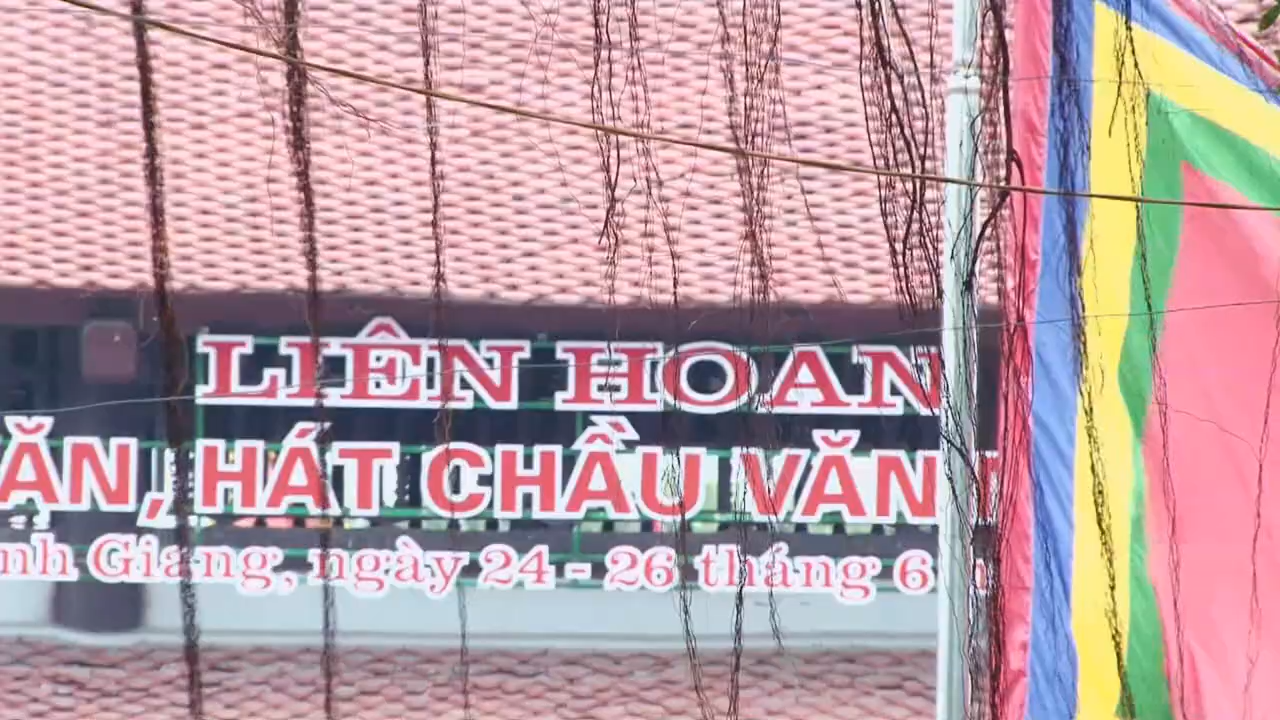 LIÊN HOAN
ĂN, HÁT CHẦU VĂN
nh Giang, ngày 24 - 26 tháng 6